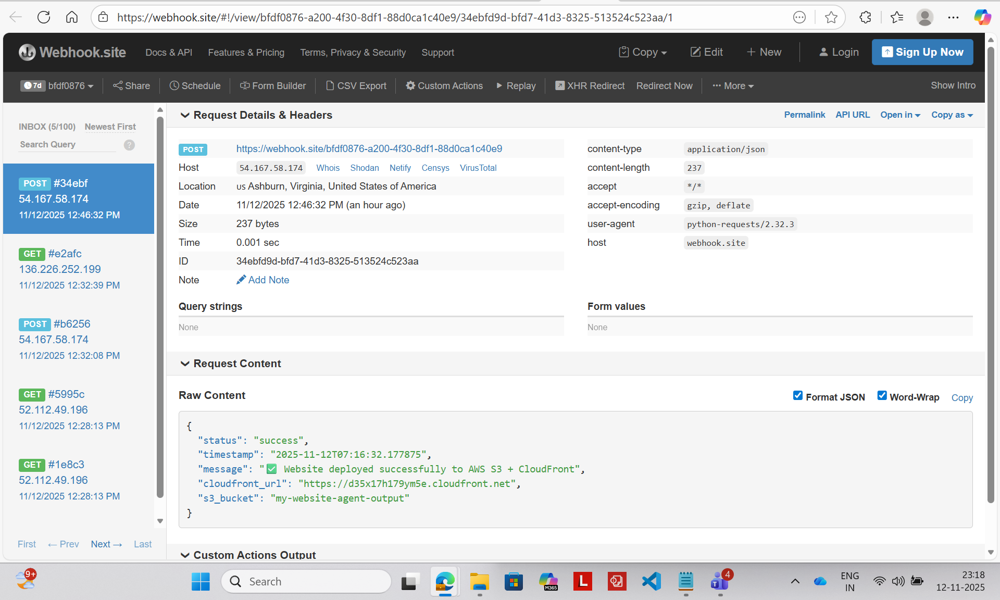 https://webhook.site/#!/view/bfdf0876-a200-4f30-8df1-88d0ca1c40e9/34ebfd9d-bfd7-41d3-8325-513524c523aa/1
Webhook.site Docs & API Features & Pricing Terms, Privacy & Security Support Copy Edit + New Login Sign Up Now
7d bfdf0876 Share Schedule Form Builder CSV Export Custom Actions Replay XHR Redirect Redirect Now ··· More Show Intro
INBOX (5/100) Newest First
Search Query ?
POST #34ebf
54.167.58.174
11/12/2025 12:46:32 PM
GET #e2afc
136.226.252.199
11/12/2025 12:32:39 PM
POST #b6256
54.167.58.174
11/12/2025 12:32:08 PM
GET #5995c
52.112.49.196
11/12/2025 12:28:13 PM
GET #1e8c3
52.112.49.196
11/12/2025 12:28:13 PM
First ← Prev Next → Last
Request Details & Headers Permalink API URL Open in Copy as
POST https://webhook.site/bfdf0876-a200-4f30-8df1-88d0ca1c40e9
Host 54.167.58.174 Whois Shodan Netify Censys VirusTotal
Location US Ashburn, Virginia, United States of America
Date 11/12/2025 12:46:32 PM (an hour ago)
Size 237 bytes
Time 0.001 sec
ID 34ebfd9d-bfd7-41d3-8325-513524c523aa
Note Add Note
content-type application/json
content-length 237
accept */*
accept-encoding gzip, deflate
user-agent python-requests/2.32.3
host webhook.site
Query strings
None
Form values
None
Request Content
Raw Content Format JSON Word-Wrap Copy
{
"status": "success",
"timestamp": "2025-11-12T07:16:32.177875",
"message": "✅ Website deployed successfully to AWS S3 + CloudFront",
"cloudfront_url": "https://d35x17h179ym5e.cloudfront.net",
"s3_bucket": "my-website-agent-output"
}
Custom Actions Output
9+ Search M365 L T 4 ENG 23:18
IN 12-11-2025